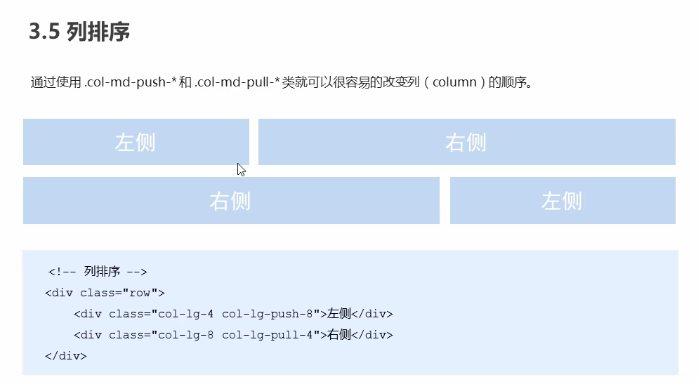 3.5 列排序
通过使用 .col-md-push-* 和 .col-md-pull-* 类就可以很容易的改变列（column）的顺序。
左侧 右侧
右侧 左侧
<!-- 列排序 -->
<div class="row">
<div class="col-lg-4 col-lg-push-8">左侧</div>
<div class="col-lg-8 col-lg-pull-4">右侧</div>
</div>